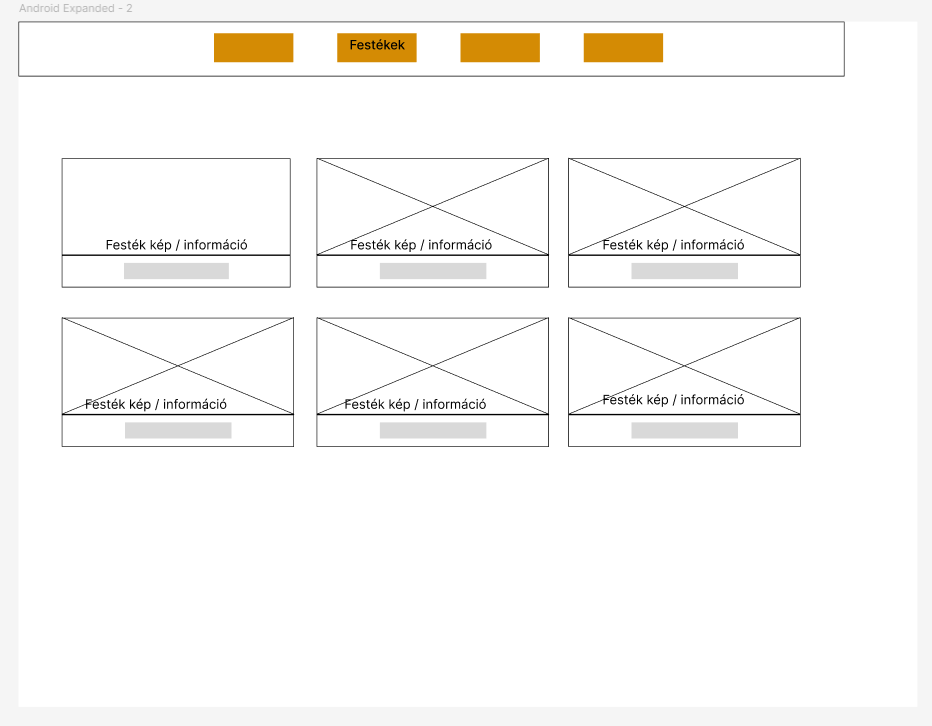 Android Expanded - 2
Festékek
Festék kép / információ
Festék kép / információ
Festék kép / információ
Festék kép / információ
Festék kép / információ
Festék kép / információ